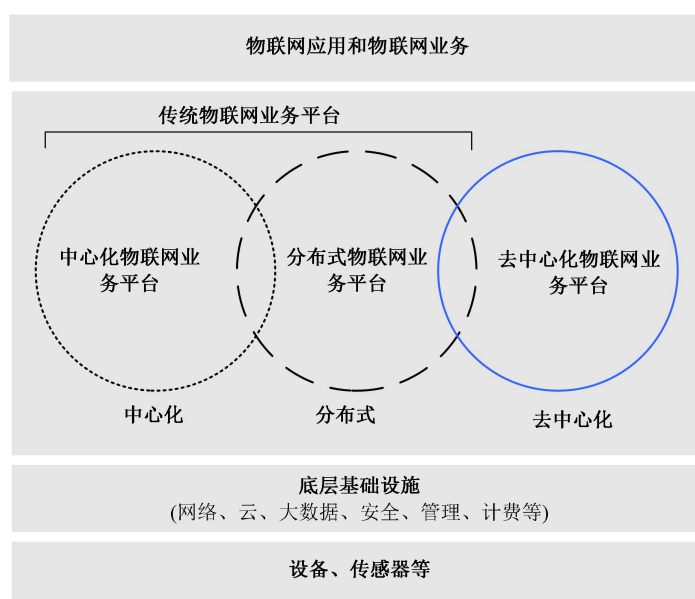 物联网应用和物联网业务
传统物联网业务平台
中心化物联网业
务平台
分布式物联网业
务平台
去中心化物联网业
务平台
中心化
分布式
去中心化
底层基础设施
(网络、云、大数据、安全、管理、计费等)
设备、传感器等